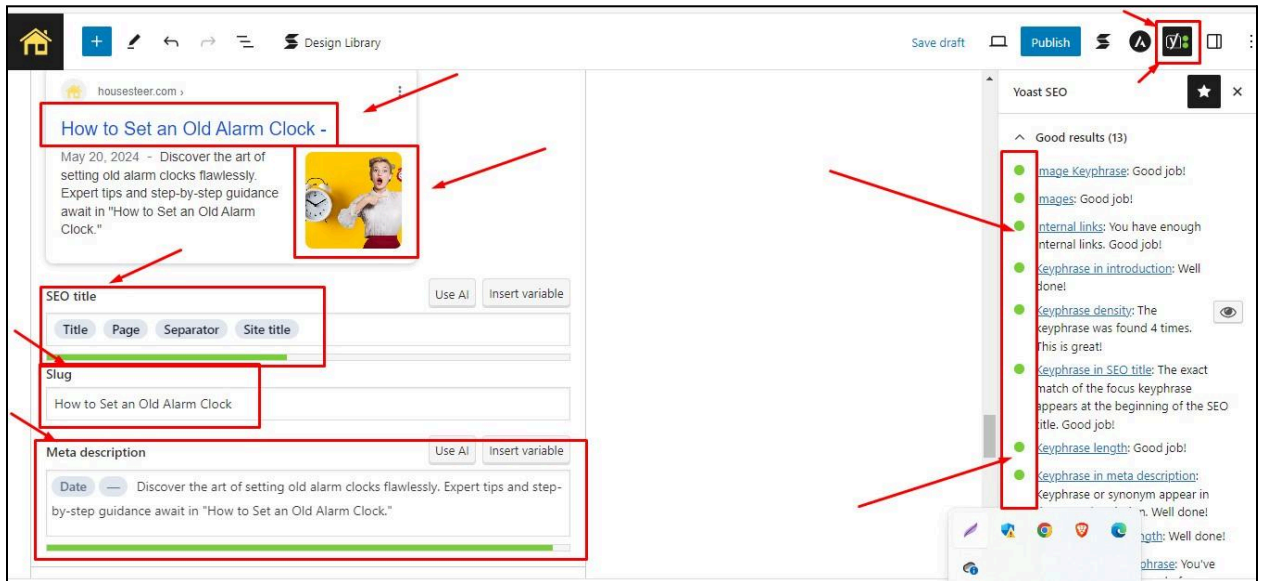 Design Library
Save draft
Publish
housesteer.com ›
How to Set an Old Alarm Clock -
May 20, 2024 - Discover the art of
setting old alarm clocks flawlessly.
Expert tips and step-by-step guidance
await in "How to Set an Old Alarm
Clock."
SEO title
Use AI
Insert variable
Title Page Separator Site title
Slug
How to Set an Old Alarm Clock
Meta description
Use AI
Insert variable
Date — Discover the art of setting old alarm clocks flawlessly. Expert tips and step-
by-step guidance await in "How to Set an Old Alarm Clock."
Yoast SEO
Good results (13)
Image Keyphrase: Good job!
Images: Good job!
Internal links: You have enough
internal links. Good job!
Keyphrase in introduction: Well
done!
Keyphrase density: The
keyphrase was found 4 times.
This is great!
Keyphrase in SEO title: The exact
match of the focus keyphrase
appears at the beginning of the SEO
title. Good job!
Keyphrase length: Good job!
Keyphrase in meta description:
Keyphrase or synonym appear in
Well done!
Well done!
You've